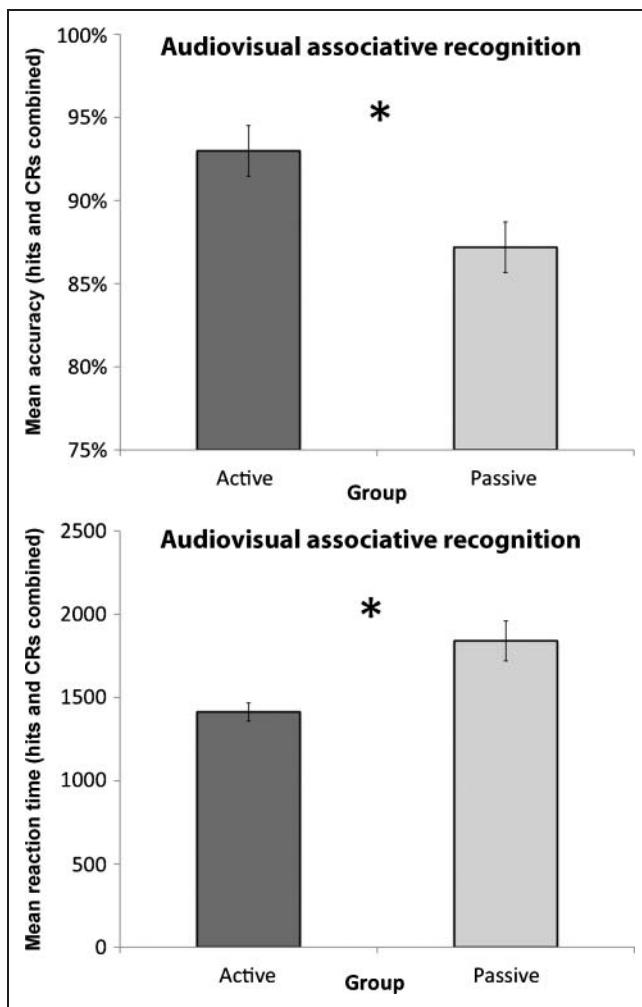 Audiovisual associative recognition
Mean accuracy (hits and CRs combined)
100%
95%
90%
85%
80%
75%
*
Active
Passive
Group
Audiovisual associative recognition
Mean reaction time (hits and CRs combined)
2500
2000
1500
1000
500
0
*
Active
Passive
Group